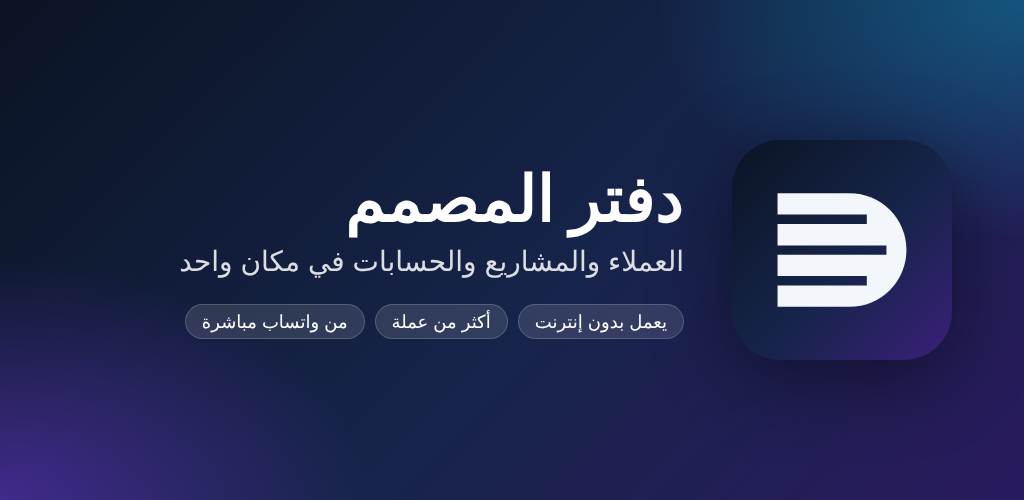 دفتر المصمم
العملاء والمشاريع والحسابات في مكان واحد
يعمل بدون إنترنت
أكثر من عملة
من واتساب مباشرة